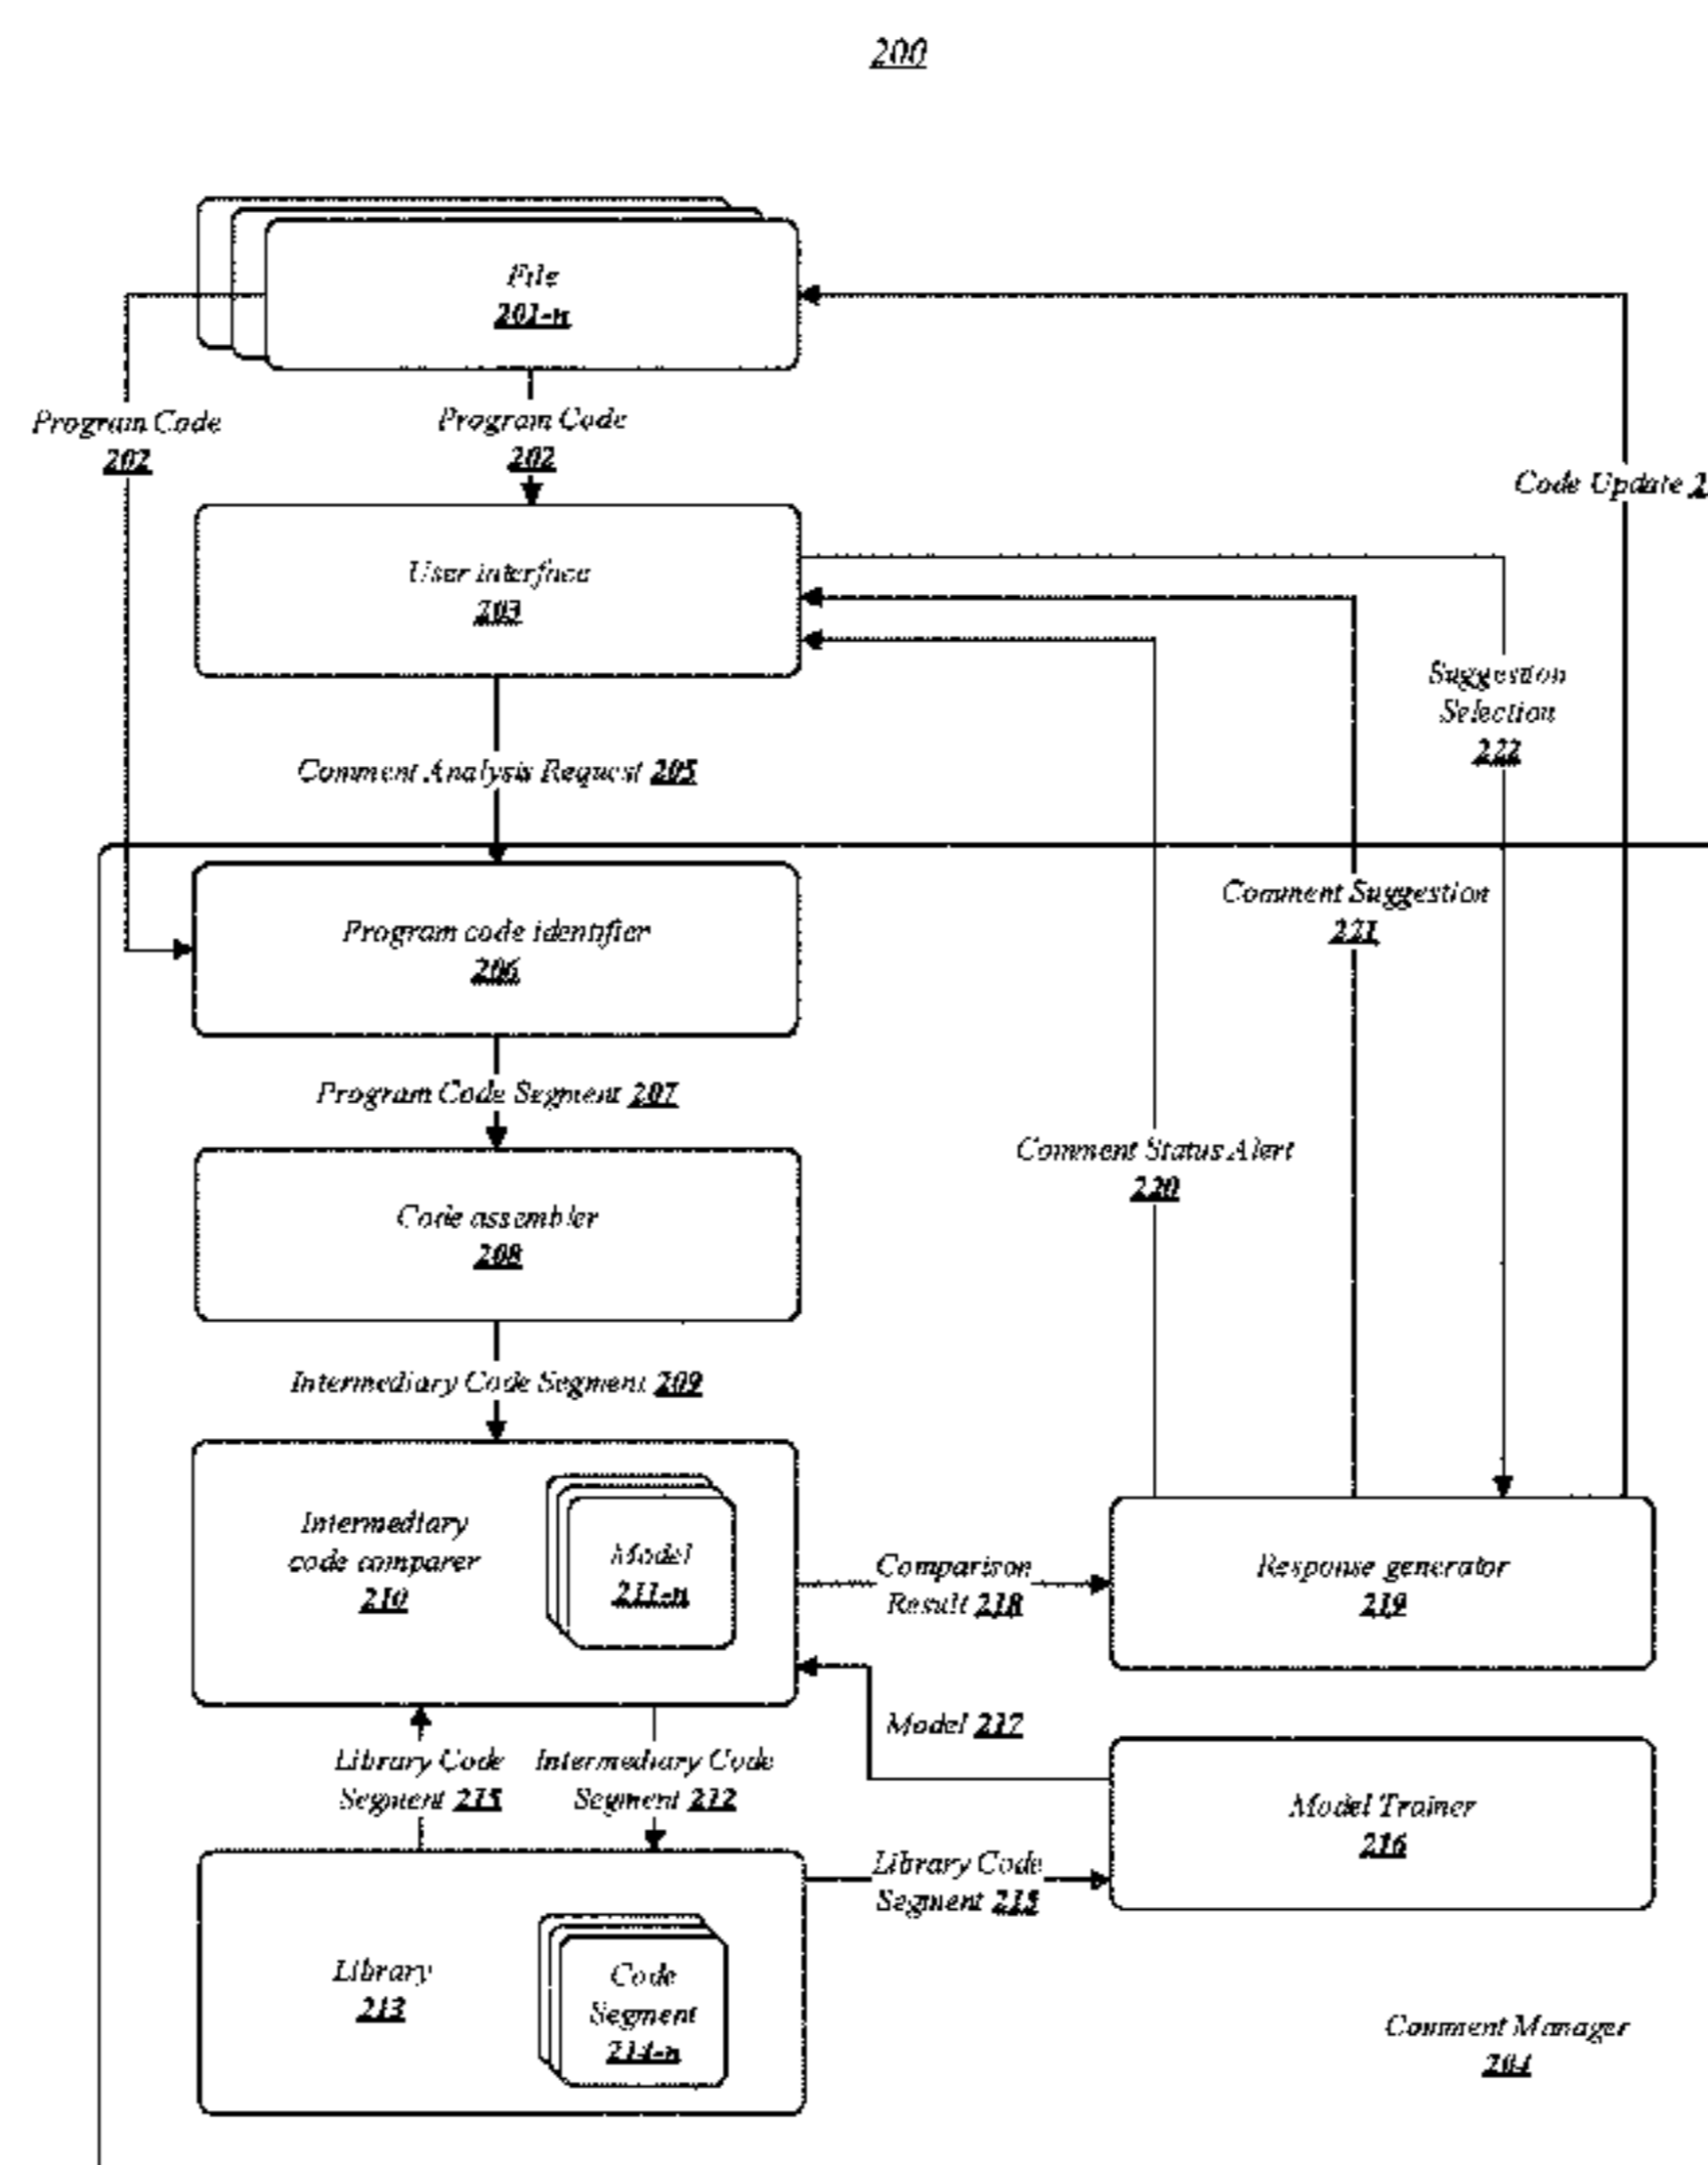 200
File
201-n
Program Code
202
Program Code
202
Code Update 2
User interface
203
Suggestion
Selection
222
Comment Analysis Request 205
Comment Suggestion
221
Program code identifier
206
Program Code Segment 207
Comment Status Alert
220
Code assembler
208
Intermediary Code Segment 209
Intermediary
code comparer
210
Model
211-n
Comparison
Result 218
Response generator
219
Model 217
Library Code
Segment 215
Intermediary Code
Segment 212
Model Trainer
216
Library Code
Segment 215
Library
213
Code
Segment
214-n
Comment Manager
204